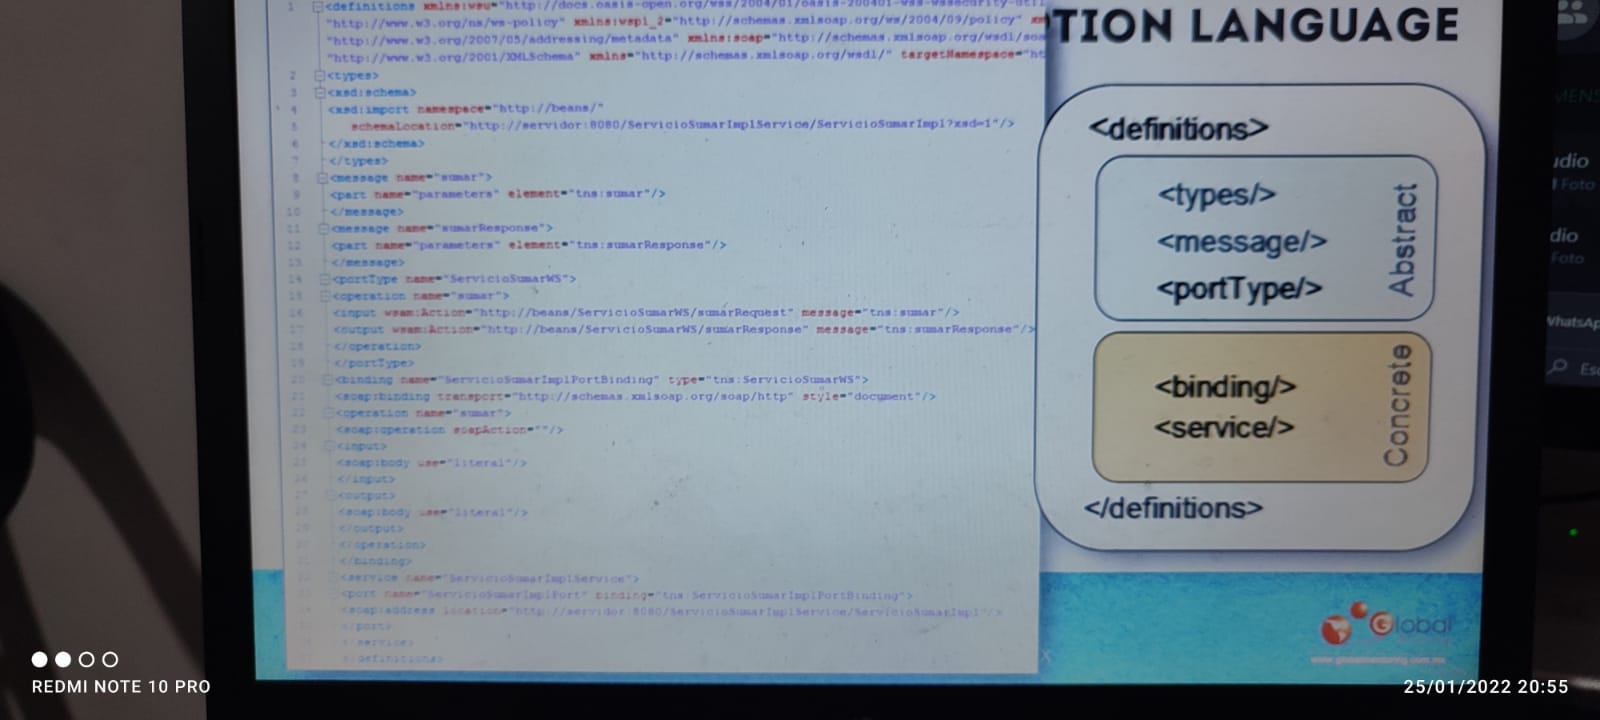 TION LANGUAGE
1 <definitions xmlns:wsu="http://docs.oasis-open.org/wss/2004/01/oasis-200401-wss-wssecurity-util
"http://www.w3.org/ns/ws-policy" xmlns:wsp1_2="http://schemas.xmlsoap.org/ws/2004/09/policy"
"http://www.w3.org/2007/05/addressing/metadata" xmlns:soap="http://schemas.xmlsoap.org/wsdl/soa
"http://www.w3.org/2001/XMLSchema" xmlns="http://schemas.xmlsoap.org/wsdl/" targetNamespace="ht
2 <types>
3 <xsd:schema>
4 <xsd:import namespace="http://beans/"
5 schemaLocation="http://servidor:8080/ServicioSumarImplService/ServicioSumarImpl?xsd=1"/>
6 </xsd:schema>
7 </types>
8 <message name="sumar">
9 <part name="parameters" element="tns:sumar"/>
10 </message>
11 <message name="sumarResponse">
12 <part name="parameters" element="tns:sumarResponse"/>
13 </message>
14 <portType name="ServicioSumarWS">
15 <operation name="sumar">
16 <input wsam:Action="http://beans/ServicioSumarWS/sumarRequest" message="tns:sumar"/>
17 <output wsam:Action="http://beans/ServicioSumarWS/sumarResponse" message="tns:sumarResponse"/>
18 </operation>
19 </portType>
20 <binding name="ServicioSumarImplPortBinding" type="tns:ServicioSumarWS">
21 <soap:binding transport="http://schemas.xmlsoap.org/soap/http" style="document"/>
22 <operation name="sumar">
23 <soap:operation soapAction=""/>
24 <input>
25 <soap:body use="literal"/>
26 </input>
27 <output>
28 <soap:body use="literal"/>
29 </output>
</operation>
</binding>
<service name="ServicioSumarImplService">
<port name="ServicioSumarImplPort" binding="tns:ServicioSumarImplPortBinding">
<soap:address location="http://servidor:8080/ServicioSumarImplService/ServicioSumarImpl"/>
</port>
</service>
</definitions>
<definitions>
<types/>
<message/>
<portType/>
Abstract
<binding/>
<service/>
Concrete
</definitions>
Global
www.globalmentoring.com.mx
MENS
udio
Foto
dio
Foto
WhatsAp
Esc
REDMI NOTE 10 PRO
25/01/2022 20:55